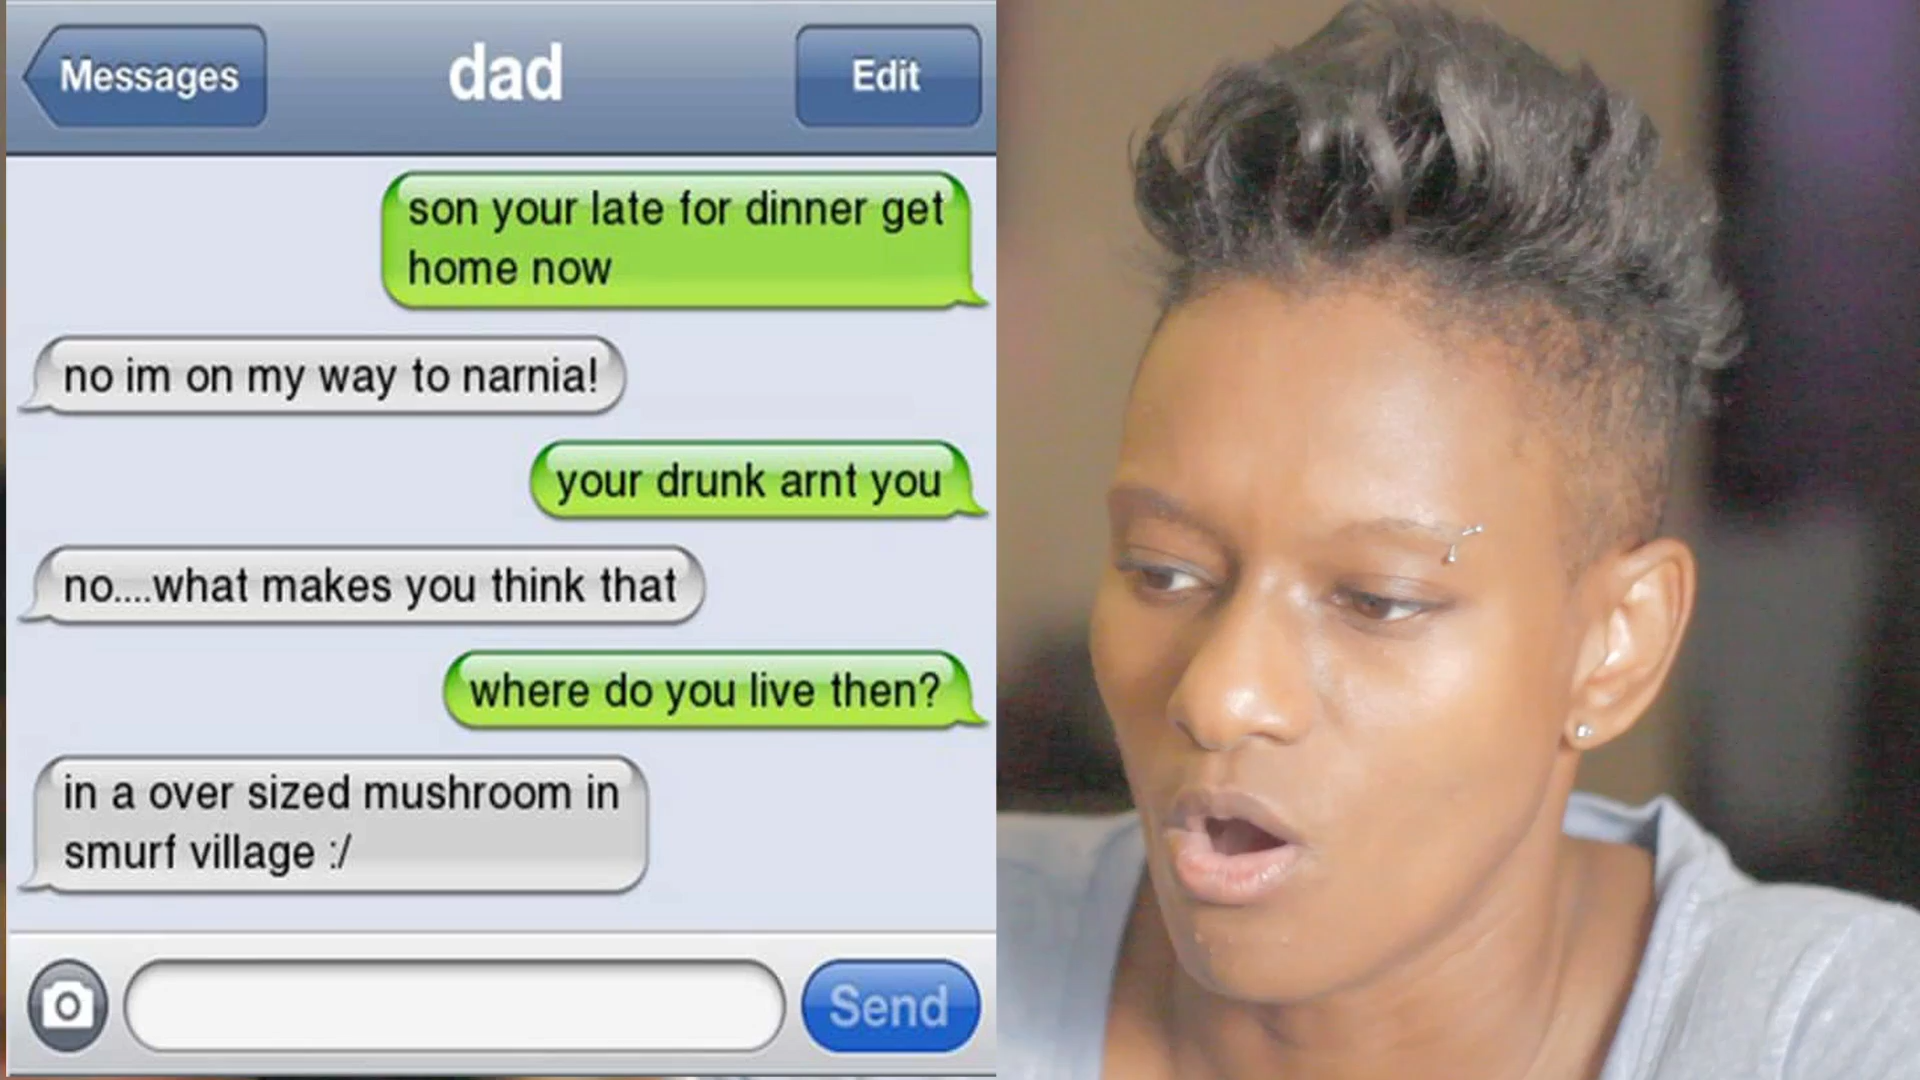 Messages
dad
Edit
son your late for dinner get
home now
no im on my way to narnia!
your drunk arnt you
no....what makes you think that
where do you live then?
in a over sized mushroom in
smurf village :/
Send